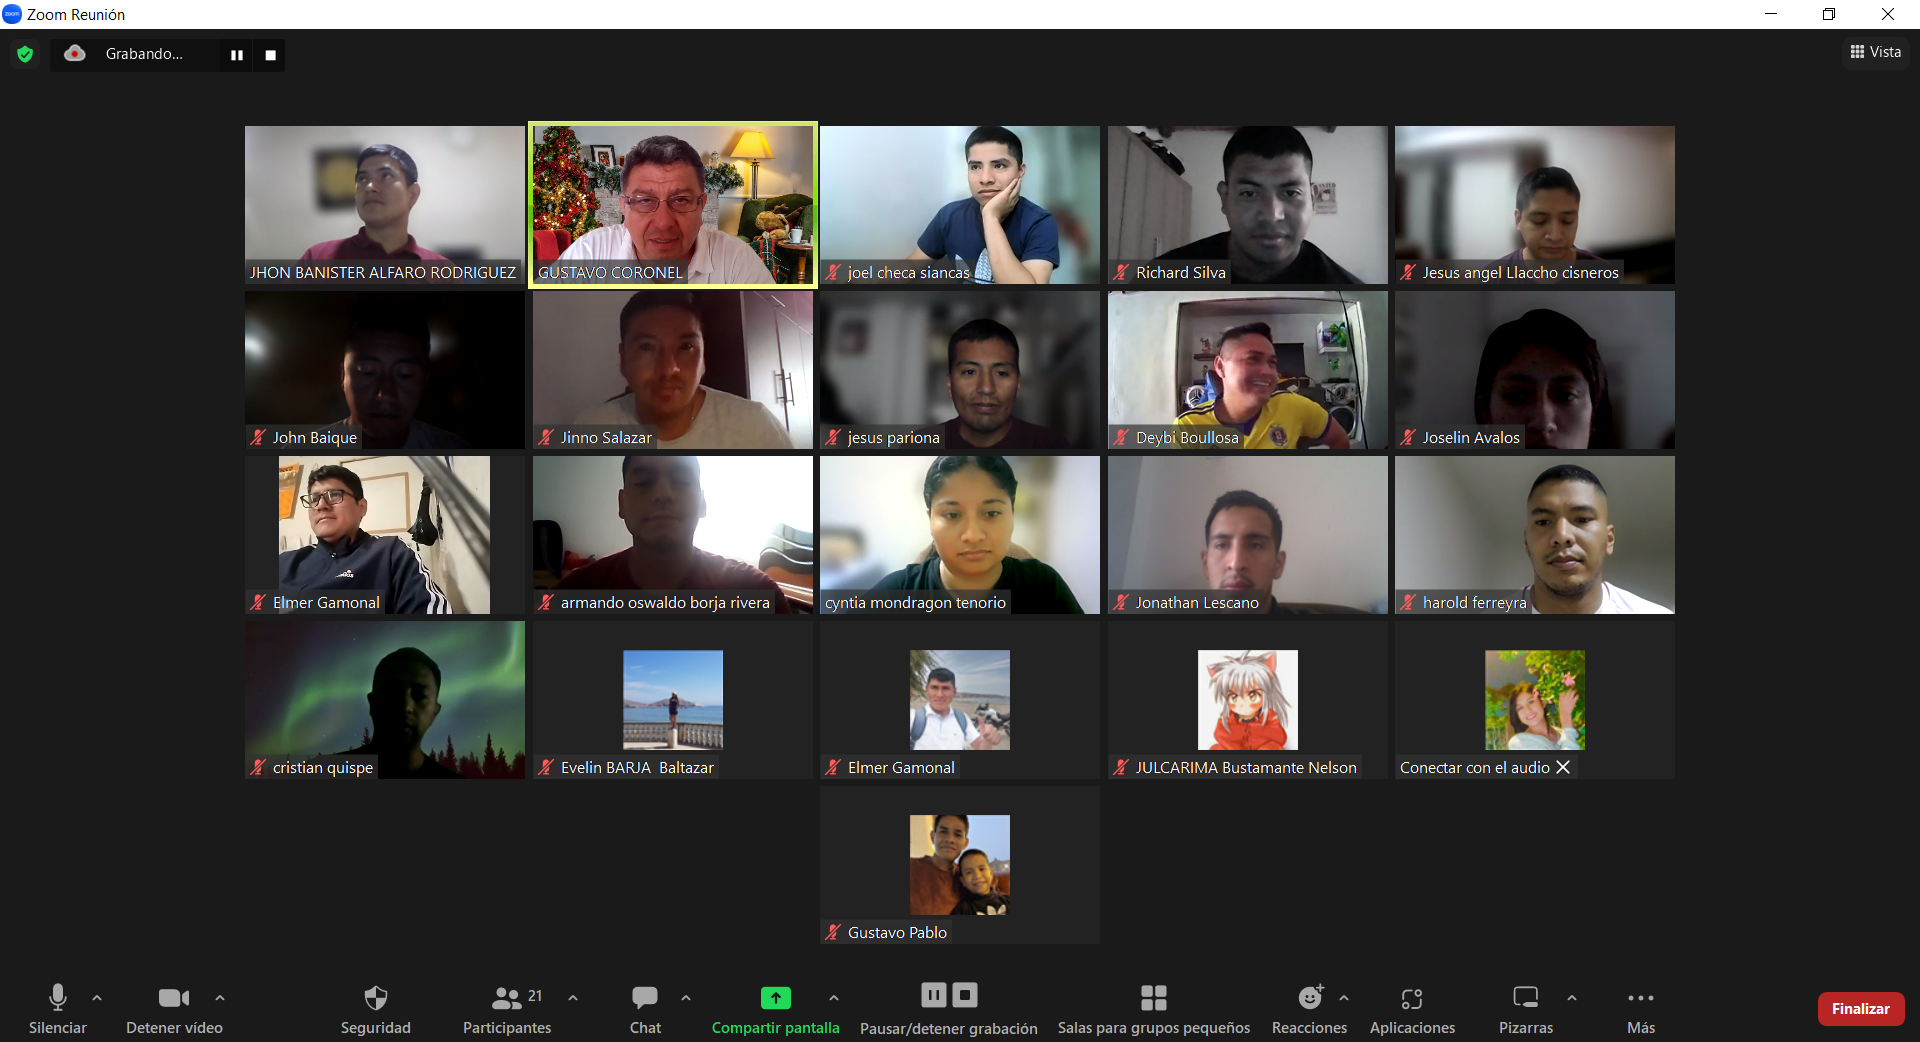 zoom Zoom Reunión
Grabando...
Vista
JHON BANISTER ALFARO RODRIGUEZ
GUSTAVO CORONEL
joel checa siancas
Richard Silva
Jesus angel Llaccho cisneros
John Baique
Jinno Salazar
jesus pariona
Deybi Boullosa
Joselin Avalos
Elmer Gamonal
armando oswaldo borja rivera
cyntia mondragon tenorio
Jonathan Lescano
harold ferreyra
cristian quispe
Evelin BARJA  Baltazar
Elmer Gamonal
JULCARIMA Bustamante Nelson
Conectar con el audio
Gustavo Pablo
Silenciar
Detener vídeo
Seguridad
21
Participantes
Chat
Compartir pantalla
Pausar/detener grabación
Salas para grupos pequeños
Reacciones
Aplicaciones
Pizarras
Más
Finalizar